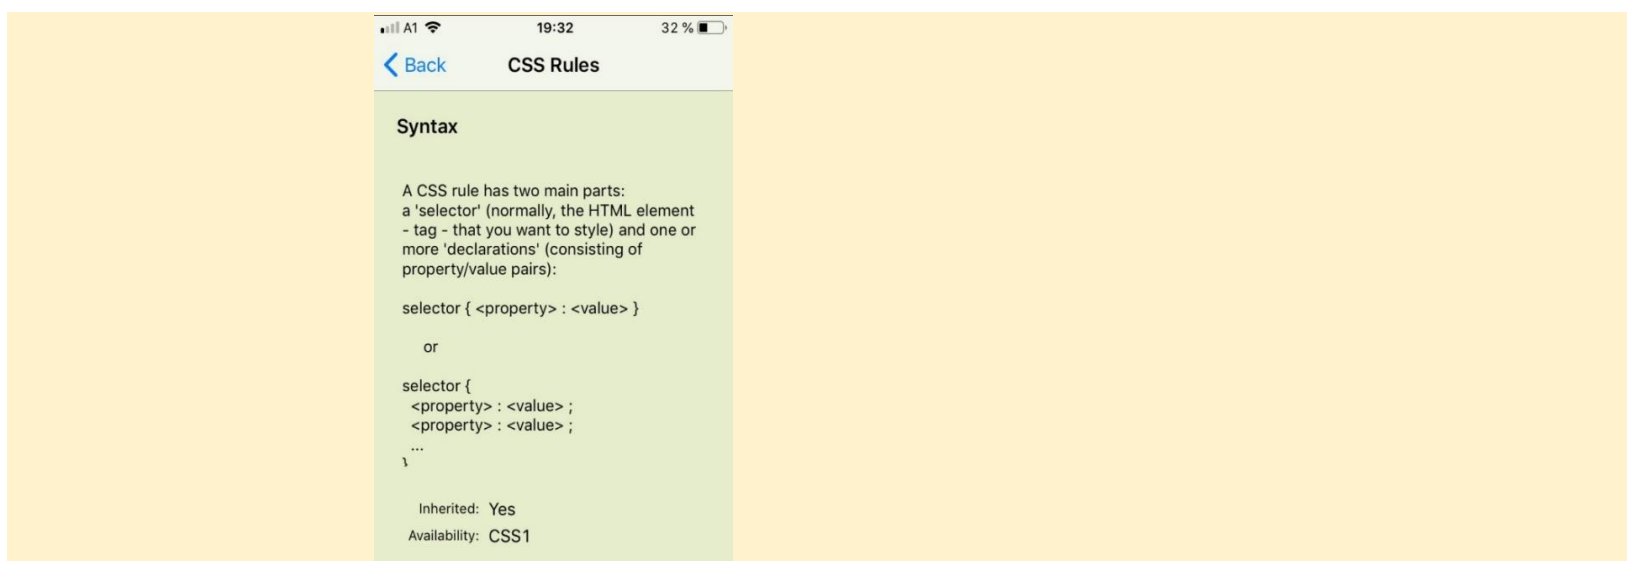 A1 19:32 32 %
Back CSS Rules
Syntax
A CSS rule has two main parts:
a 'selector' (normally, the HTML element
- tag - that you want to style) and one or
more 'declarations' (consisting of
property/value pairs):
selector { <property> : <value> }
or
selector {
<property> : <value> ;
<property> : <value> ;
...
}
Inherited: Yes
Availability: CSS1